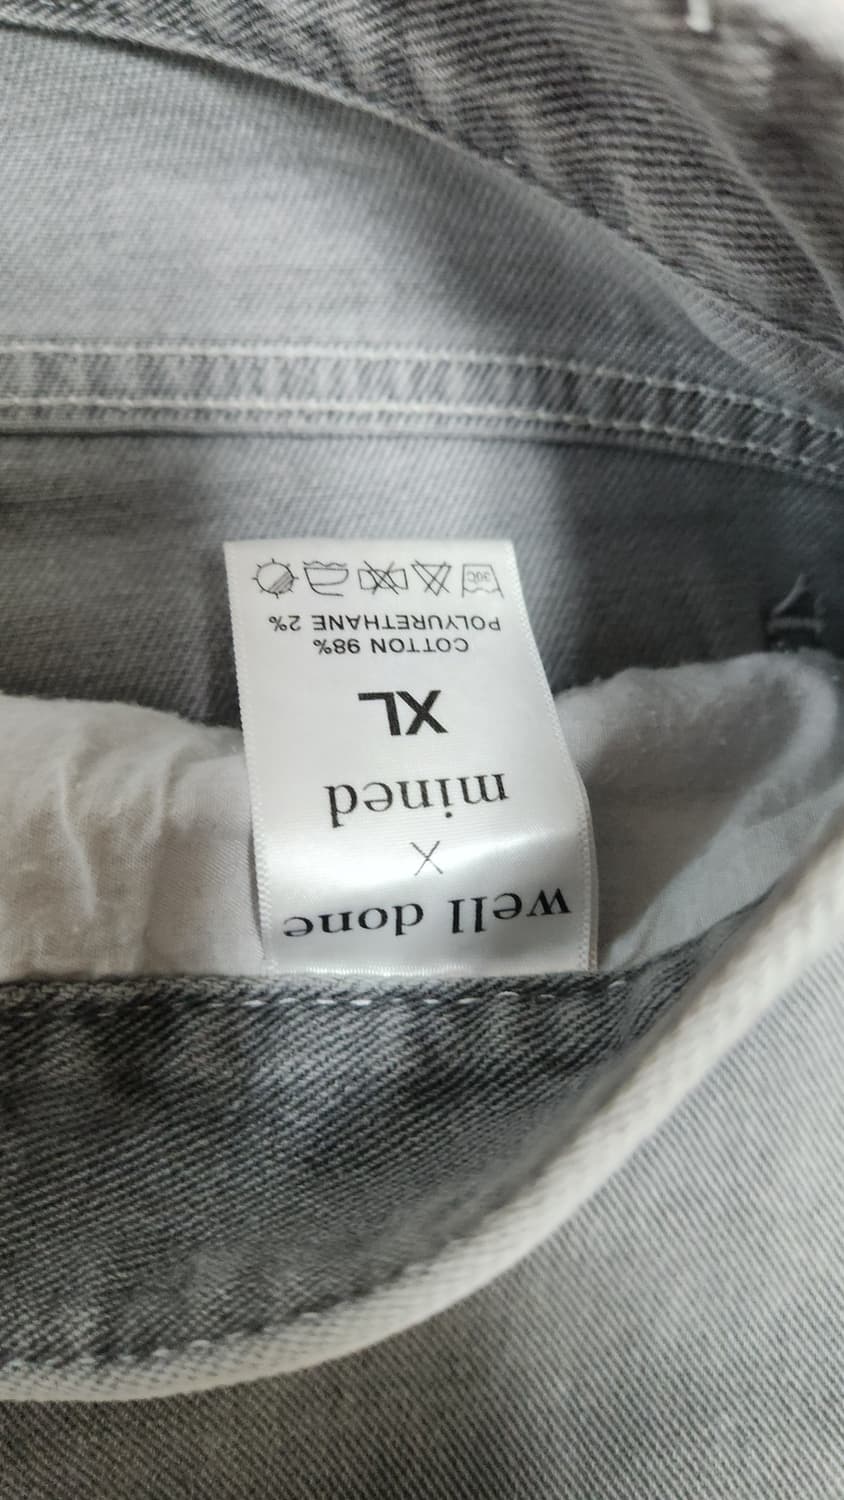 well done
X
mined
XL
COTTON 98%
POLYURETHANE 2%
30C